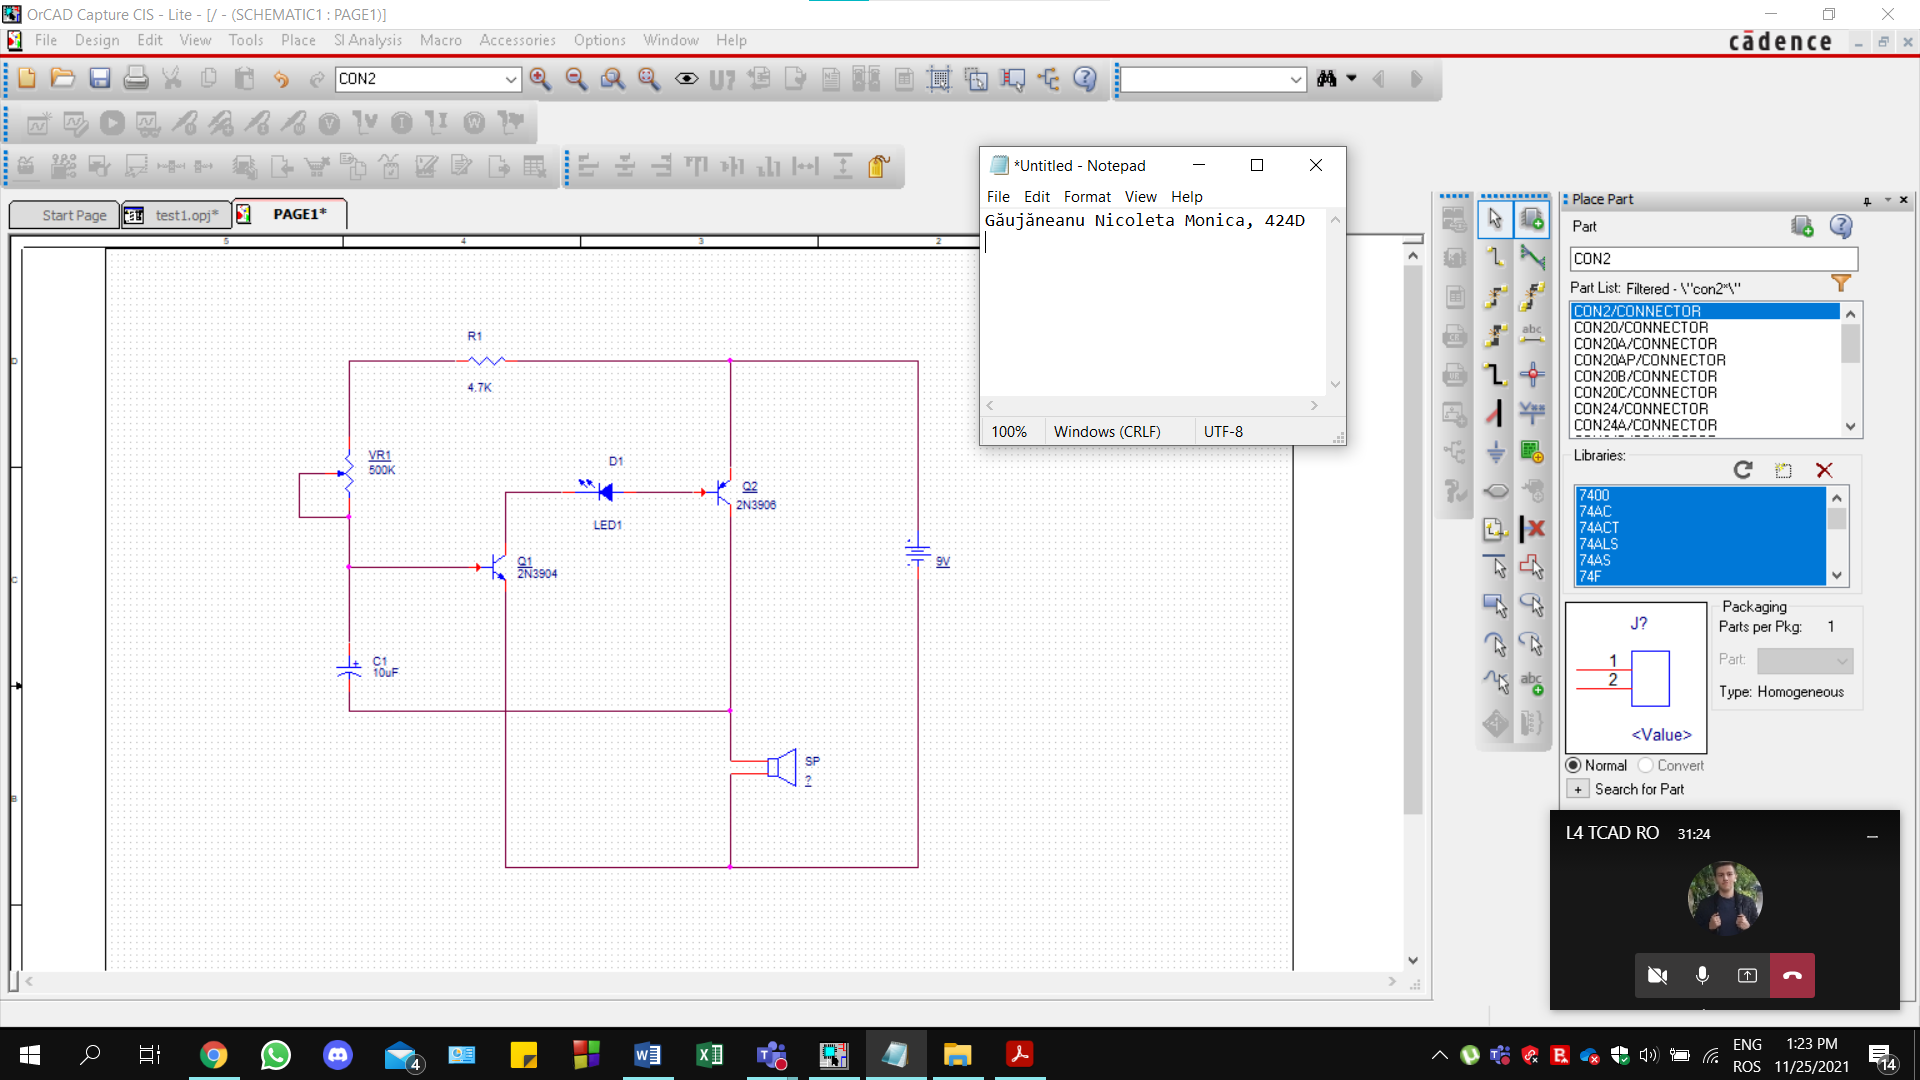 OrCAD Capture CIS - Lite - [/ - (SCHEMATIC1 : PAGE1)]
File Design Edit View Tools Place SI Analysis Macro Accessories Options Window Help
cādence
CON2
U?
Start Page
test1.opj*
PAGE1*
5 4 3 2
D
C
B
R1
4.7K
VR1
500K
D1
LED1
Q2
2N3906
Q1
2N3904
9V
C1
10uF
SP
?
*Untitled - Notepad
File Edit Format View Help
Găujăneanu Nicoleta Monica, 424D
100% Windows (CRLF) UTF-8
Place Part
Part
CON2
Part List: Filtered - \"con2*\"
CON2/CONNECTOR
CON20/CONNECTOR
CON20A/CONNECTOR
CON20AP/CONNECTOR
CON20B/CONNECTOR
CON20C/CONNECTOR
CON24/CONNECTOR
CON24A/CONNECTOR
Libraries:
7400
74AC
74ACT
74ALS
74AS
74F
J?
1
2
<Value>
Packaging
Parts per Pkg: 1
Part:
Type: Homogeneous
Normal Convert
+ Search for Part
L4 TCAD RO 31:24
4
ENG
ROS
1:23 PM
11/25/2021
14